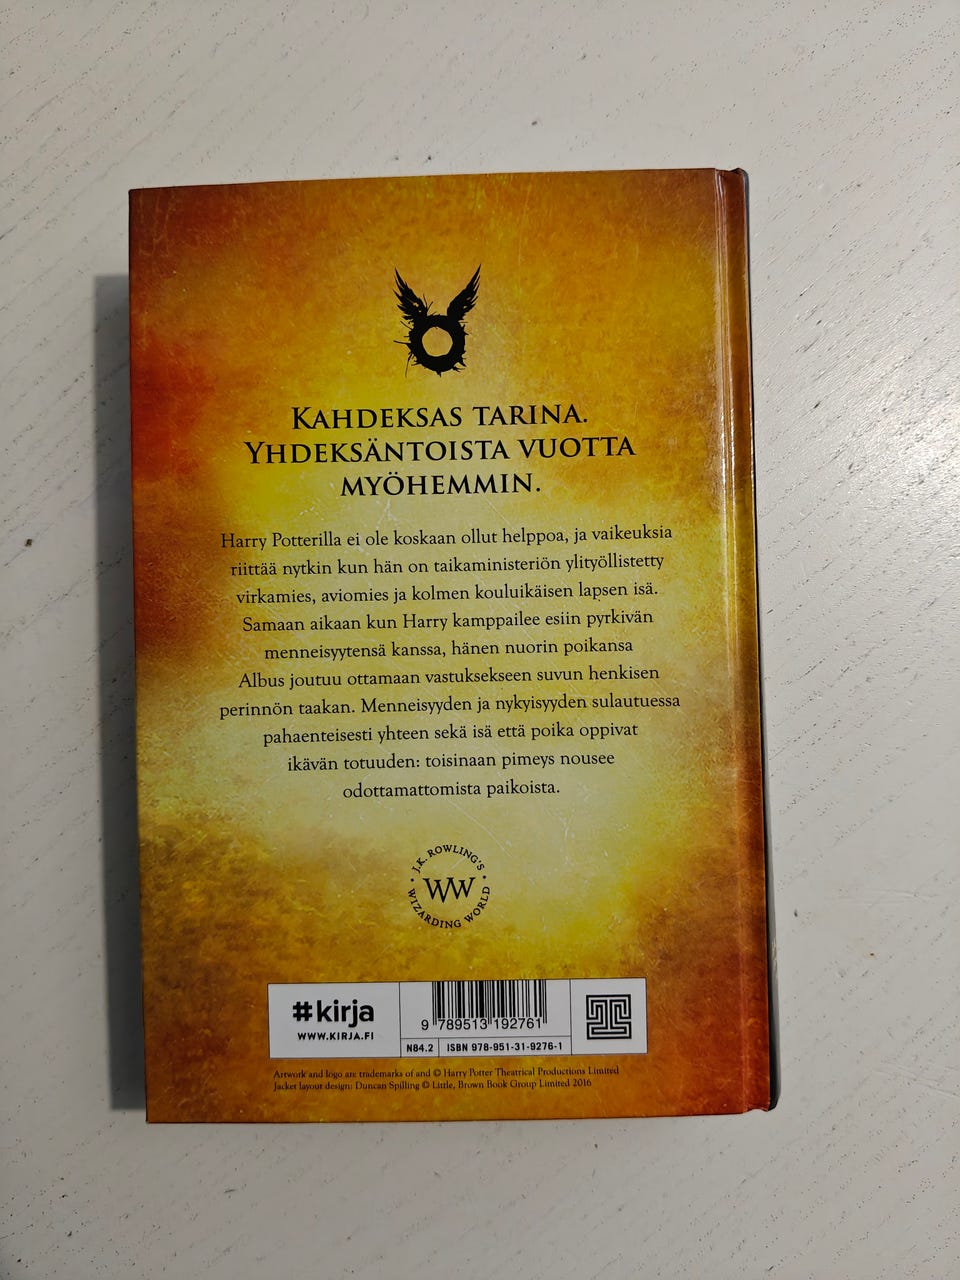 KAHDEKSAS TARINA.
YHDEKSÄNTOISTA VUOTTA
MYÖHEMMIN.
Harry Potterilla ei ole koskaan ollut helppoa, ja vaikeuksia
riittää nytkin kun hän on taikaministeriön ylityöllistetty
virkamies, aviomies ja kolmen kouluikäisen lapsen isä.
Samaan aikaan kun Harry kamppailee esiin pyrkivän
menneisyytensä kanssa, hänen nuorin poikansa
Albus joutuu ottamaan vastuksekseen suvun henkisen
perinnön taakan. Menneisyyden ja nykyisyyden sulautuessa
pahaenteisesti yhteen sekä isä että poika oppivat
ikävän totuuden: toisinaan pimeys nousee
odottamattomista paikoista.
J.K. ROWLING'S
WW
WIZARDING WORLD
#kirja
WWW.KIRJA.FI
9 789513 192761
N84.2 ISBN 978-951-31-9276-1
Artwork and logo are trademarks of and © Harry Potter Theatrical Productions Limited
Jacket layout design: Duncan Spilling © Little, Brown Book Group Limited 2016